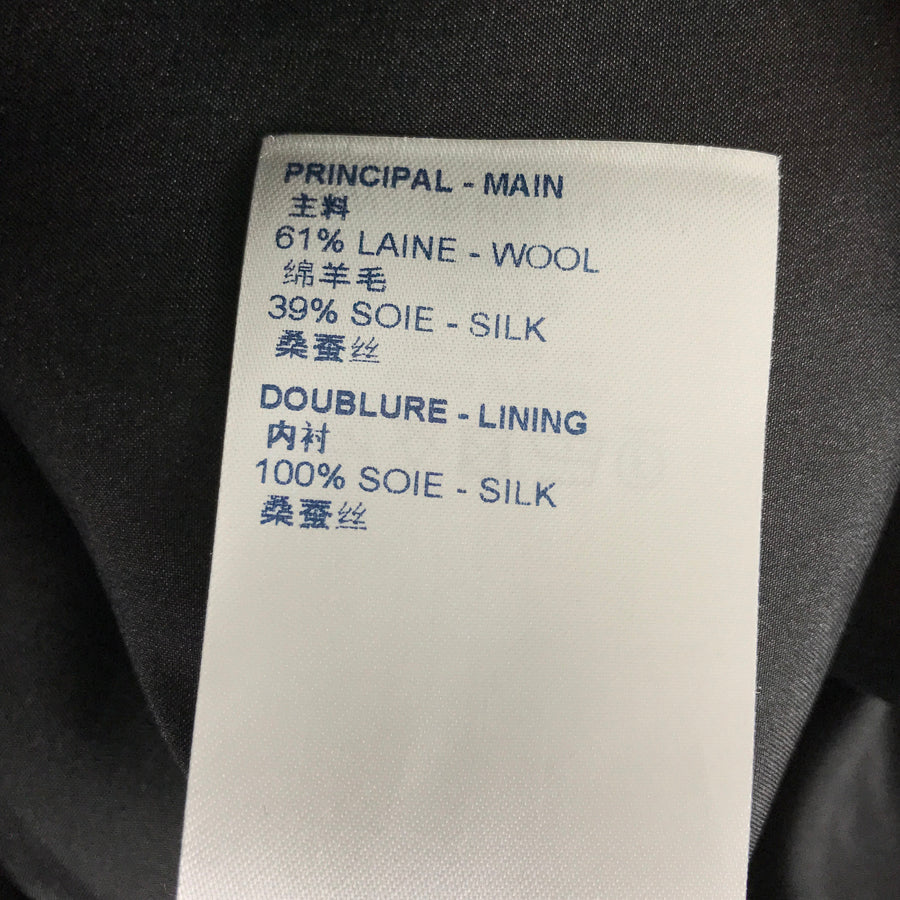 PRINCIPAL - MAIN
主料
61% LAINE - WOOL
绵羊毛
39% SOIE - SILK
桑蚕丝
DOUBLURE - LINING
内衬
100% SOIE - SILK
桑蚕丝